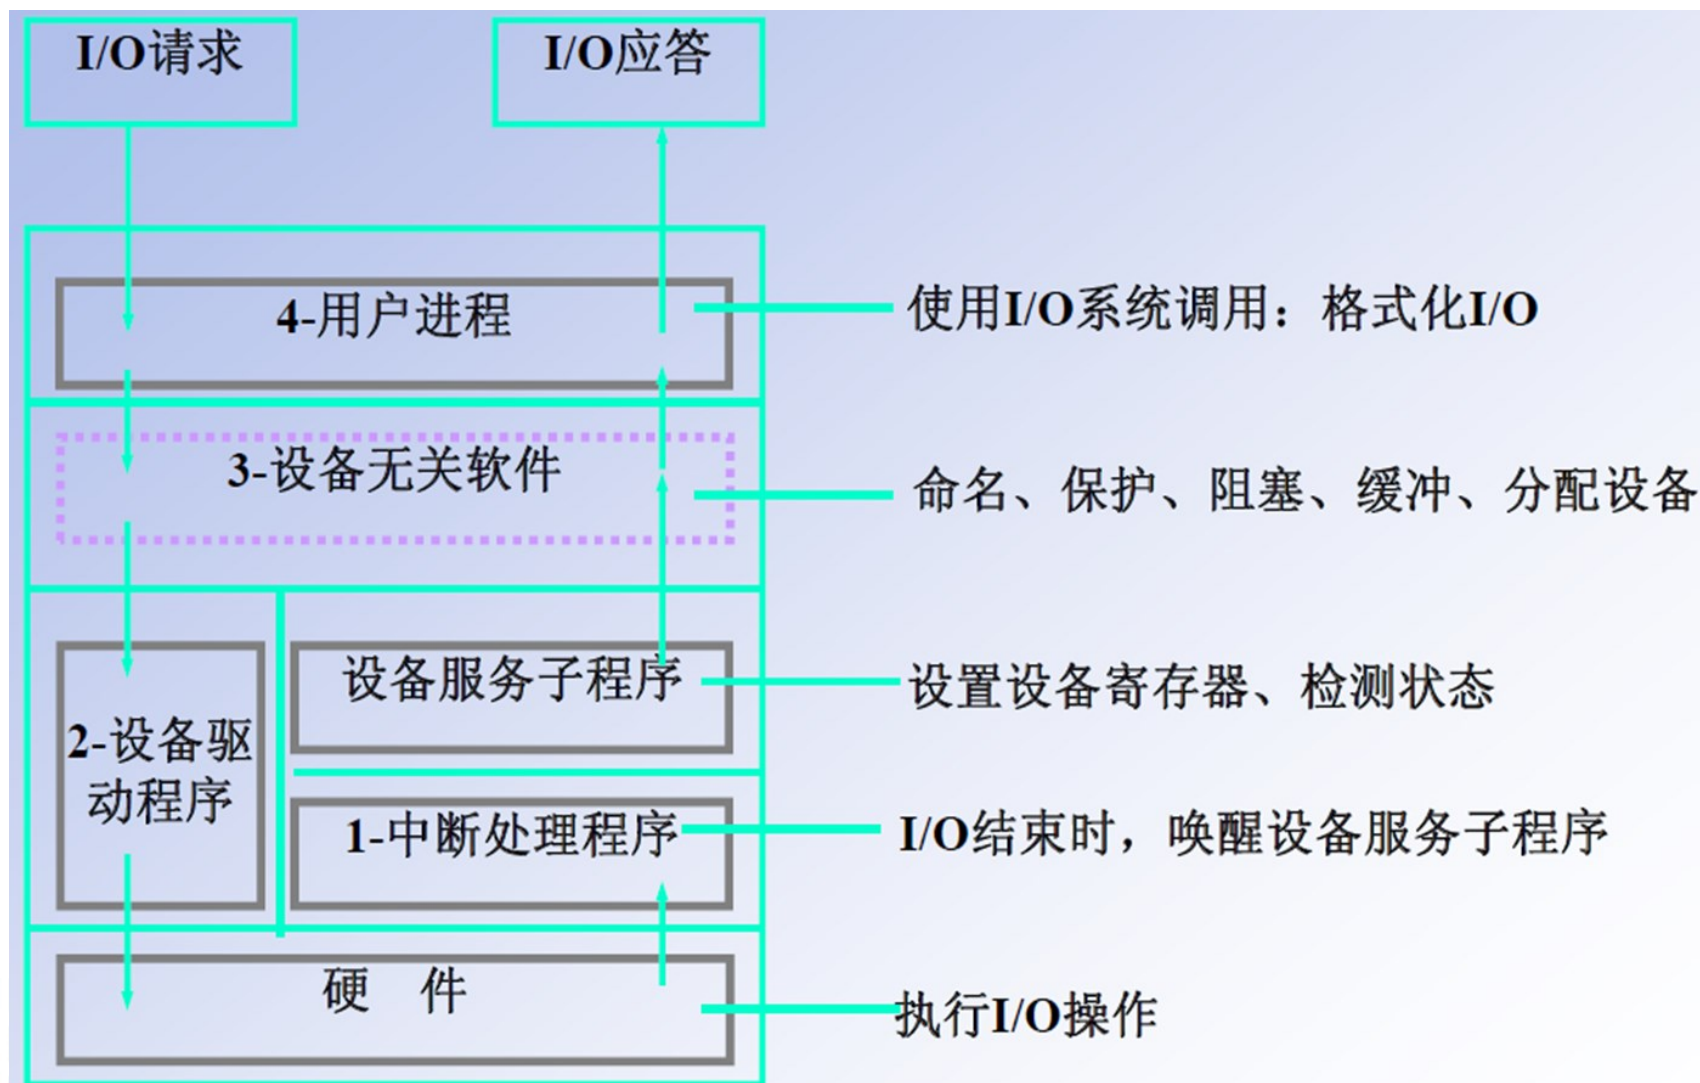 I/O请求
I/O应答
4-用户进程
使用I/O系统调用：格式化I/O
3-设备无关软件
命名、保护、阻塞、缓冲、分配设备
2-设备驱
动程序
设备服务子程序
设置设备寄存器、检测状态
1-中断处理程序
I/O结束时，唤醒设备服务子程序
硬 件
执行I/O操作